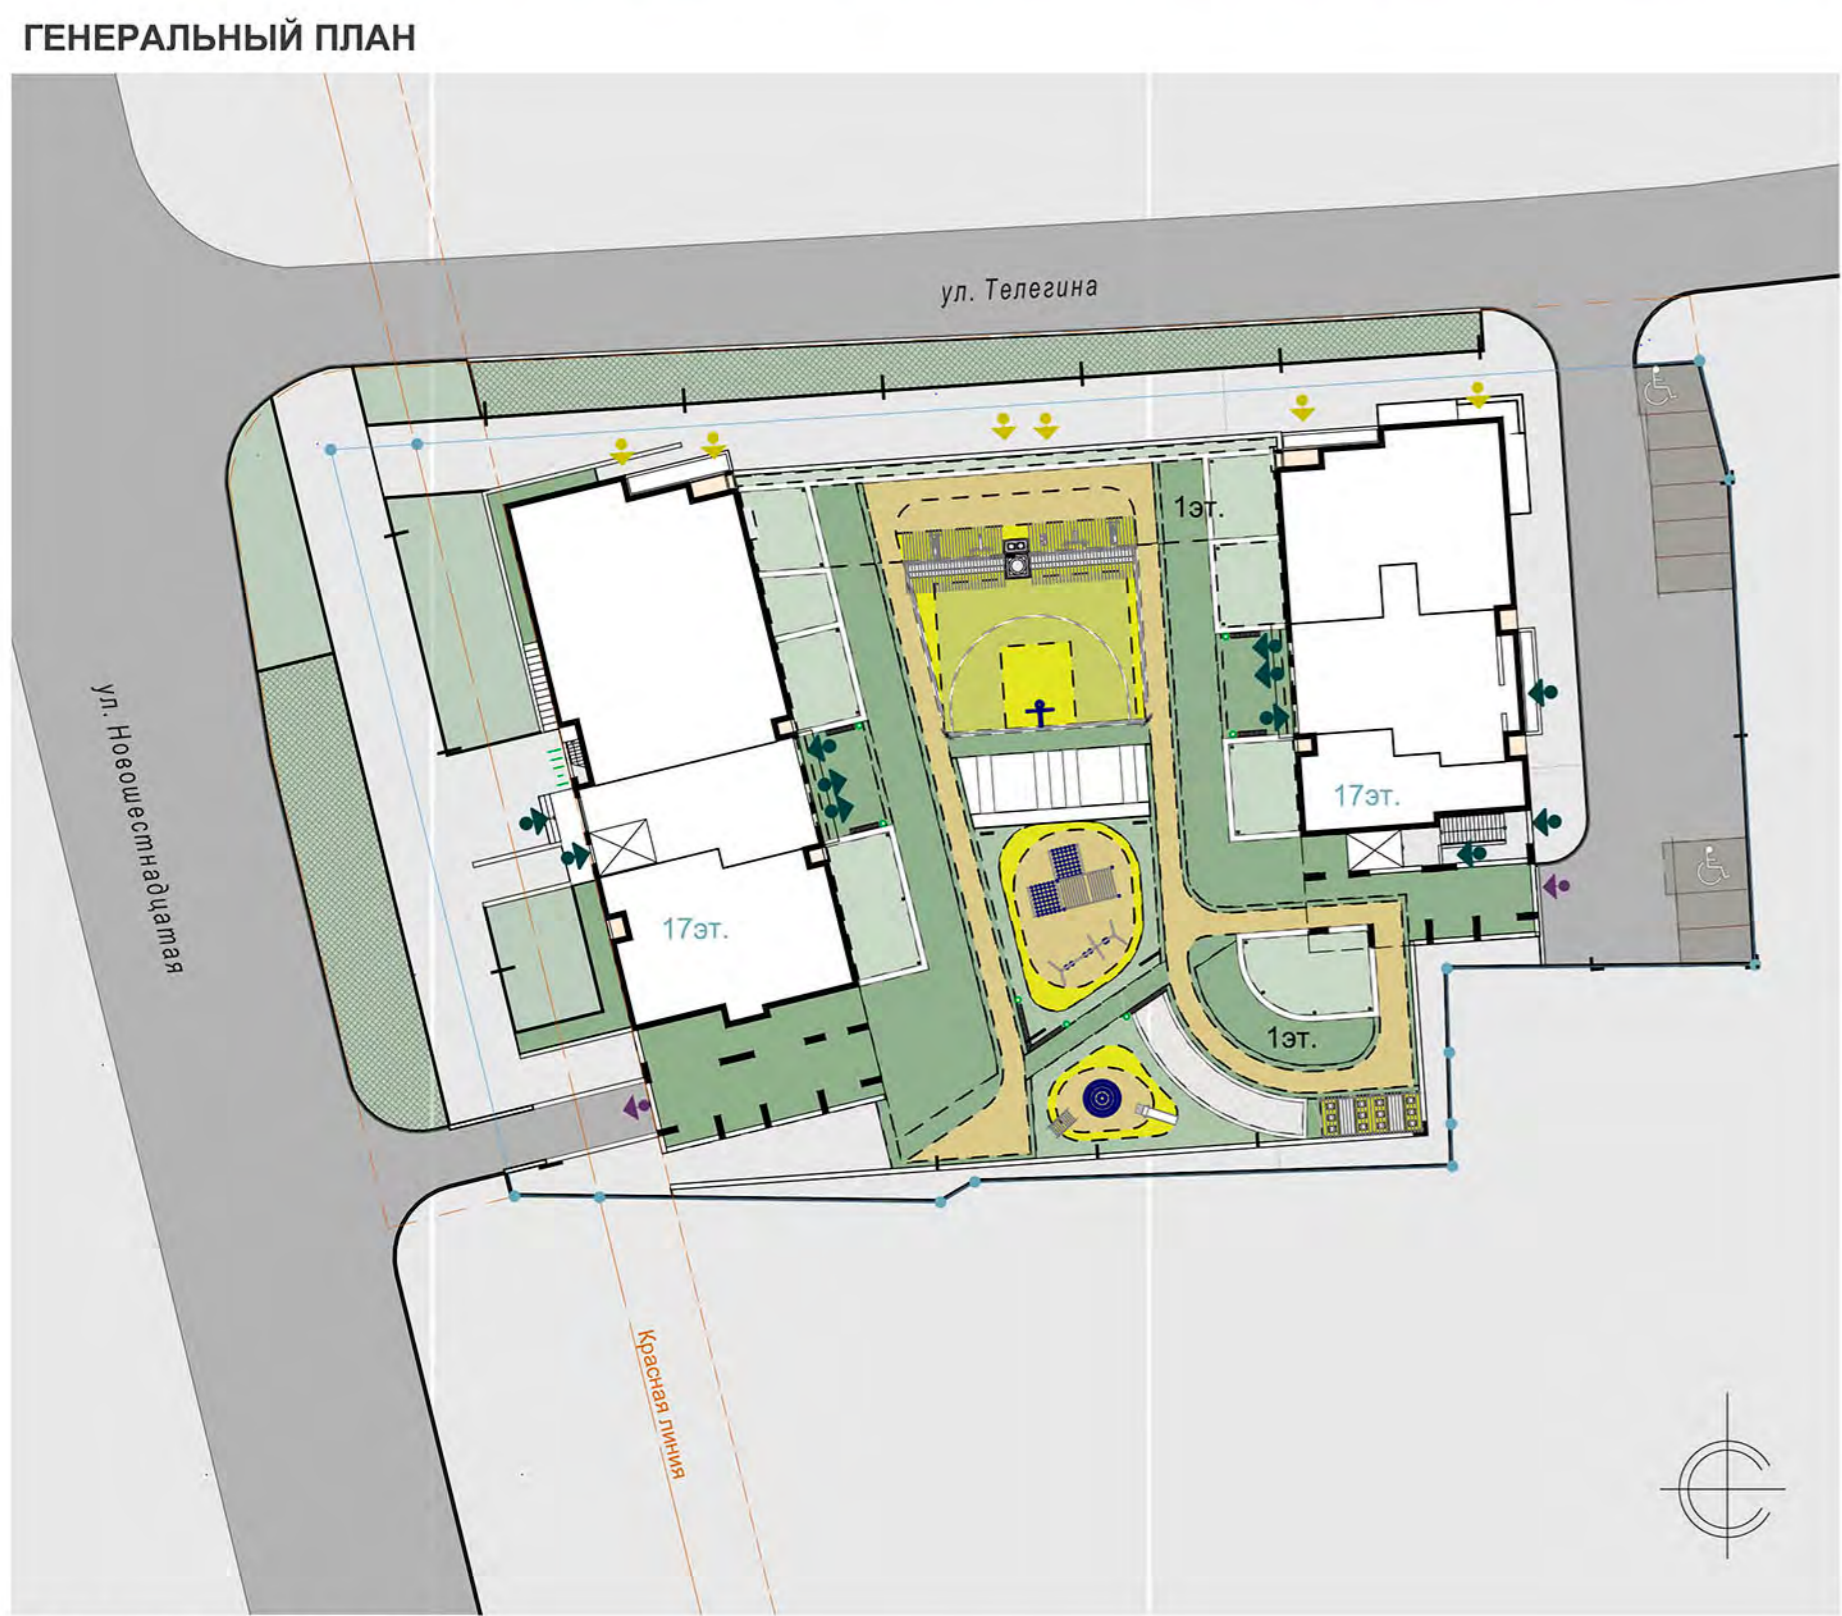 ГЕНЕРАЛЬНЫЙ ПЛАН
ул. Телегина
1эт.
ул. Новошестнадцатая
17эт.
17эт.
1эт.
Красная линия
С